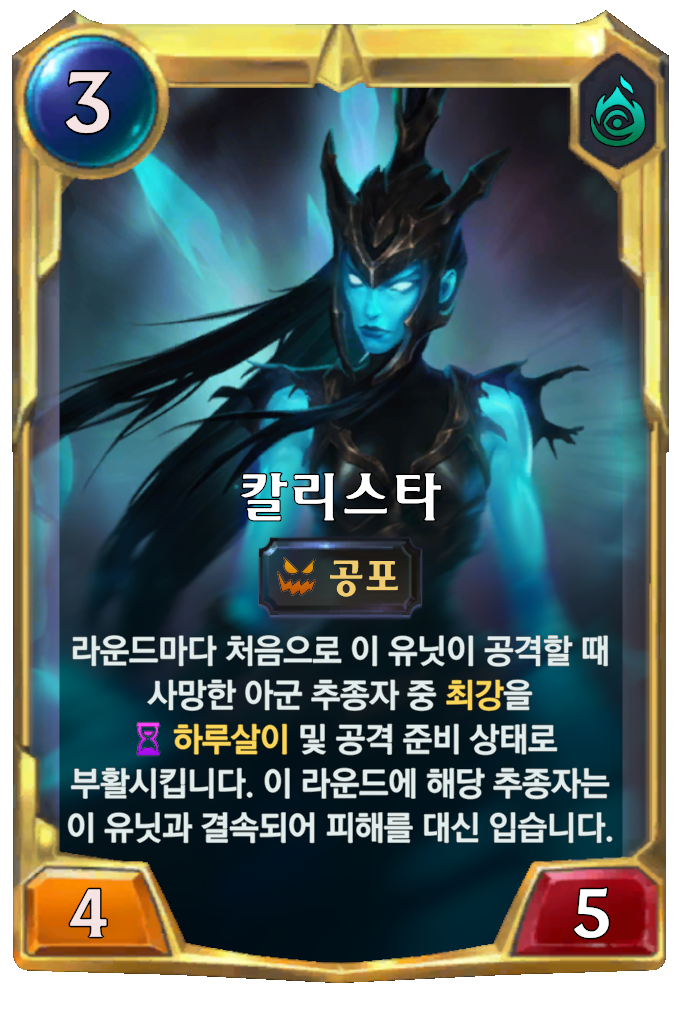 3
칼리스타
공포
라운드마다 처음으로 이 유닛이 공격할 때
사망한 아군 추종자 중 최강을
하루살이 및 공격 준비 상태로
부활시킵니다. 이 라운드에 해당 추종자는
이 유닛과 결속되어 피해를 대신 입습니다.
4
5